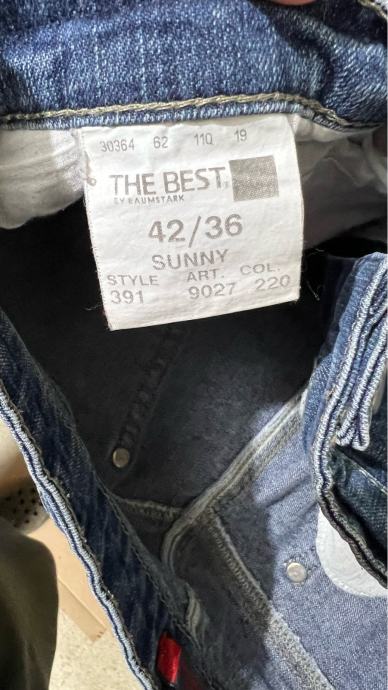 30364 62 110 19
THE BEST
BY BAUMSTARK
42/36
SUNNY
STYLE ART. COL.
391 9027 220